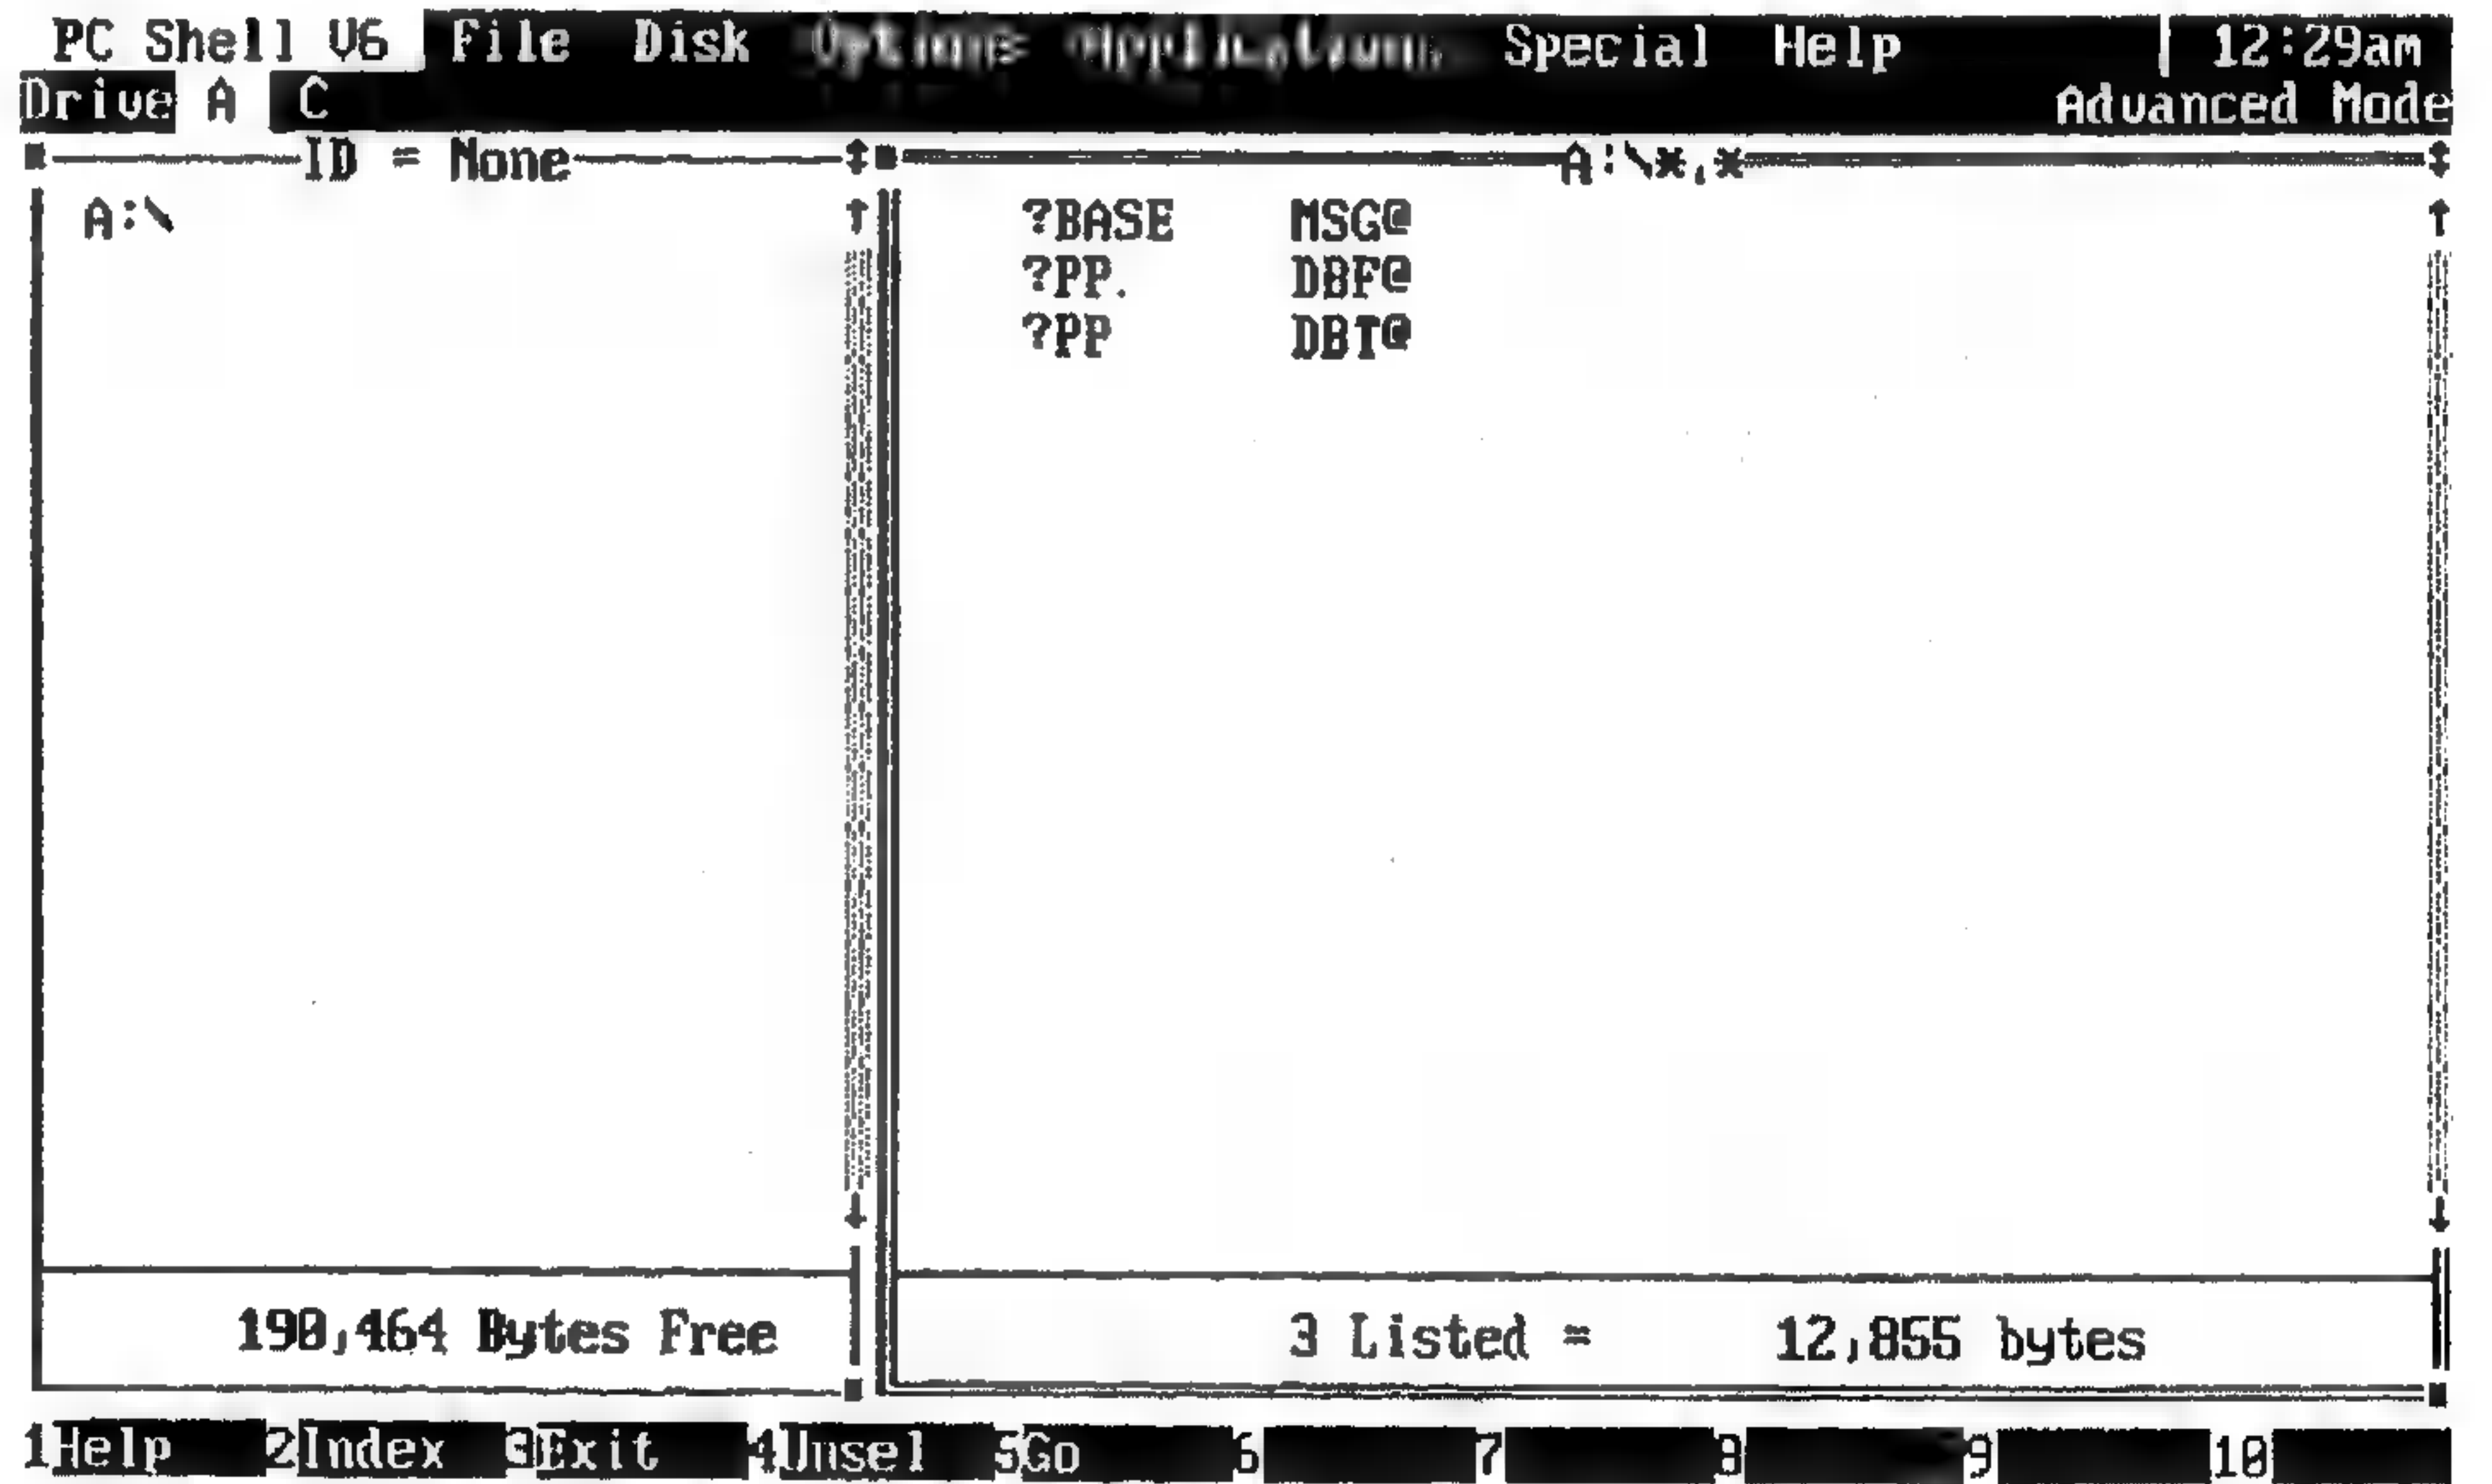 PC Shell V6 File Disk Options Applications Special Help 12:29am
Drive A C Advanced Mode
ID = None
A:\*.*
A:\
?BASE MSG@
?PP. DBF@
?PP DBT@
190,464 Bytes Free
3 Listed = 12,855 bytes
1Help 2Index 3Exit 4Unsel 5Go 6 7 8 9 10